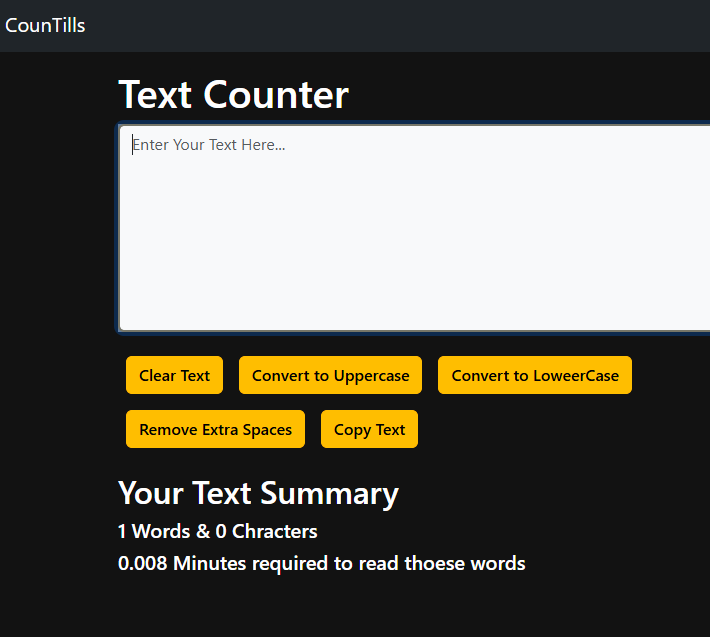 CounTills
Text Counter
Enter Your Text Here...
Clear Text Convert to Uppercase Convert to LoweerCase
Remove Extra Spaces Copy Text
Your Text Summary
1 Words & 0 Chracters
0.008 Minutes required to read thoese words